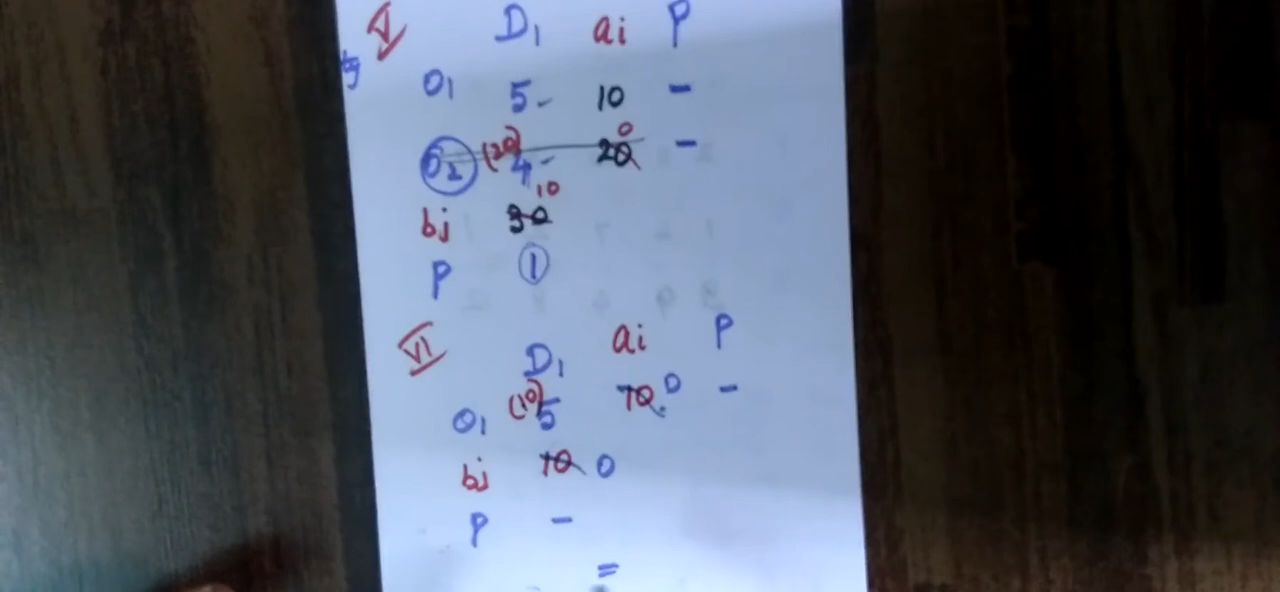 V D1 ai P
O1 5 - 10 -
0
O2 (20) 4 - 20 -
10
bj 30
P 1
VI D1 ai P
O1 (10) 5 10 0 -
bj 10 0
P -
=